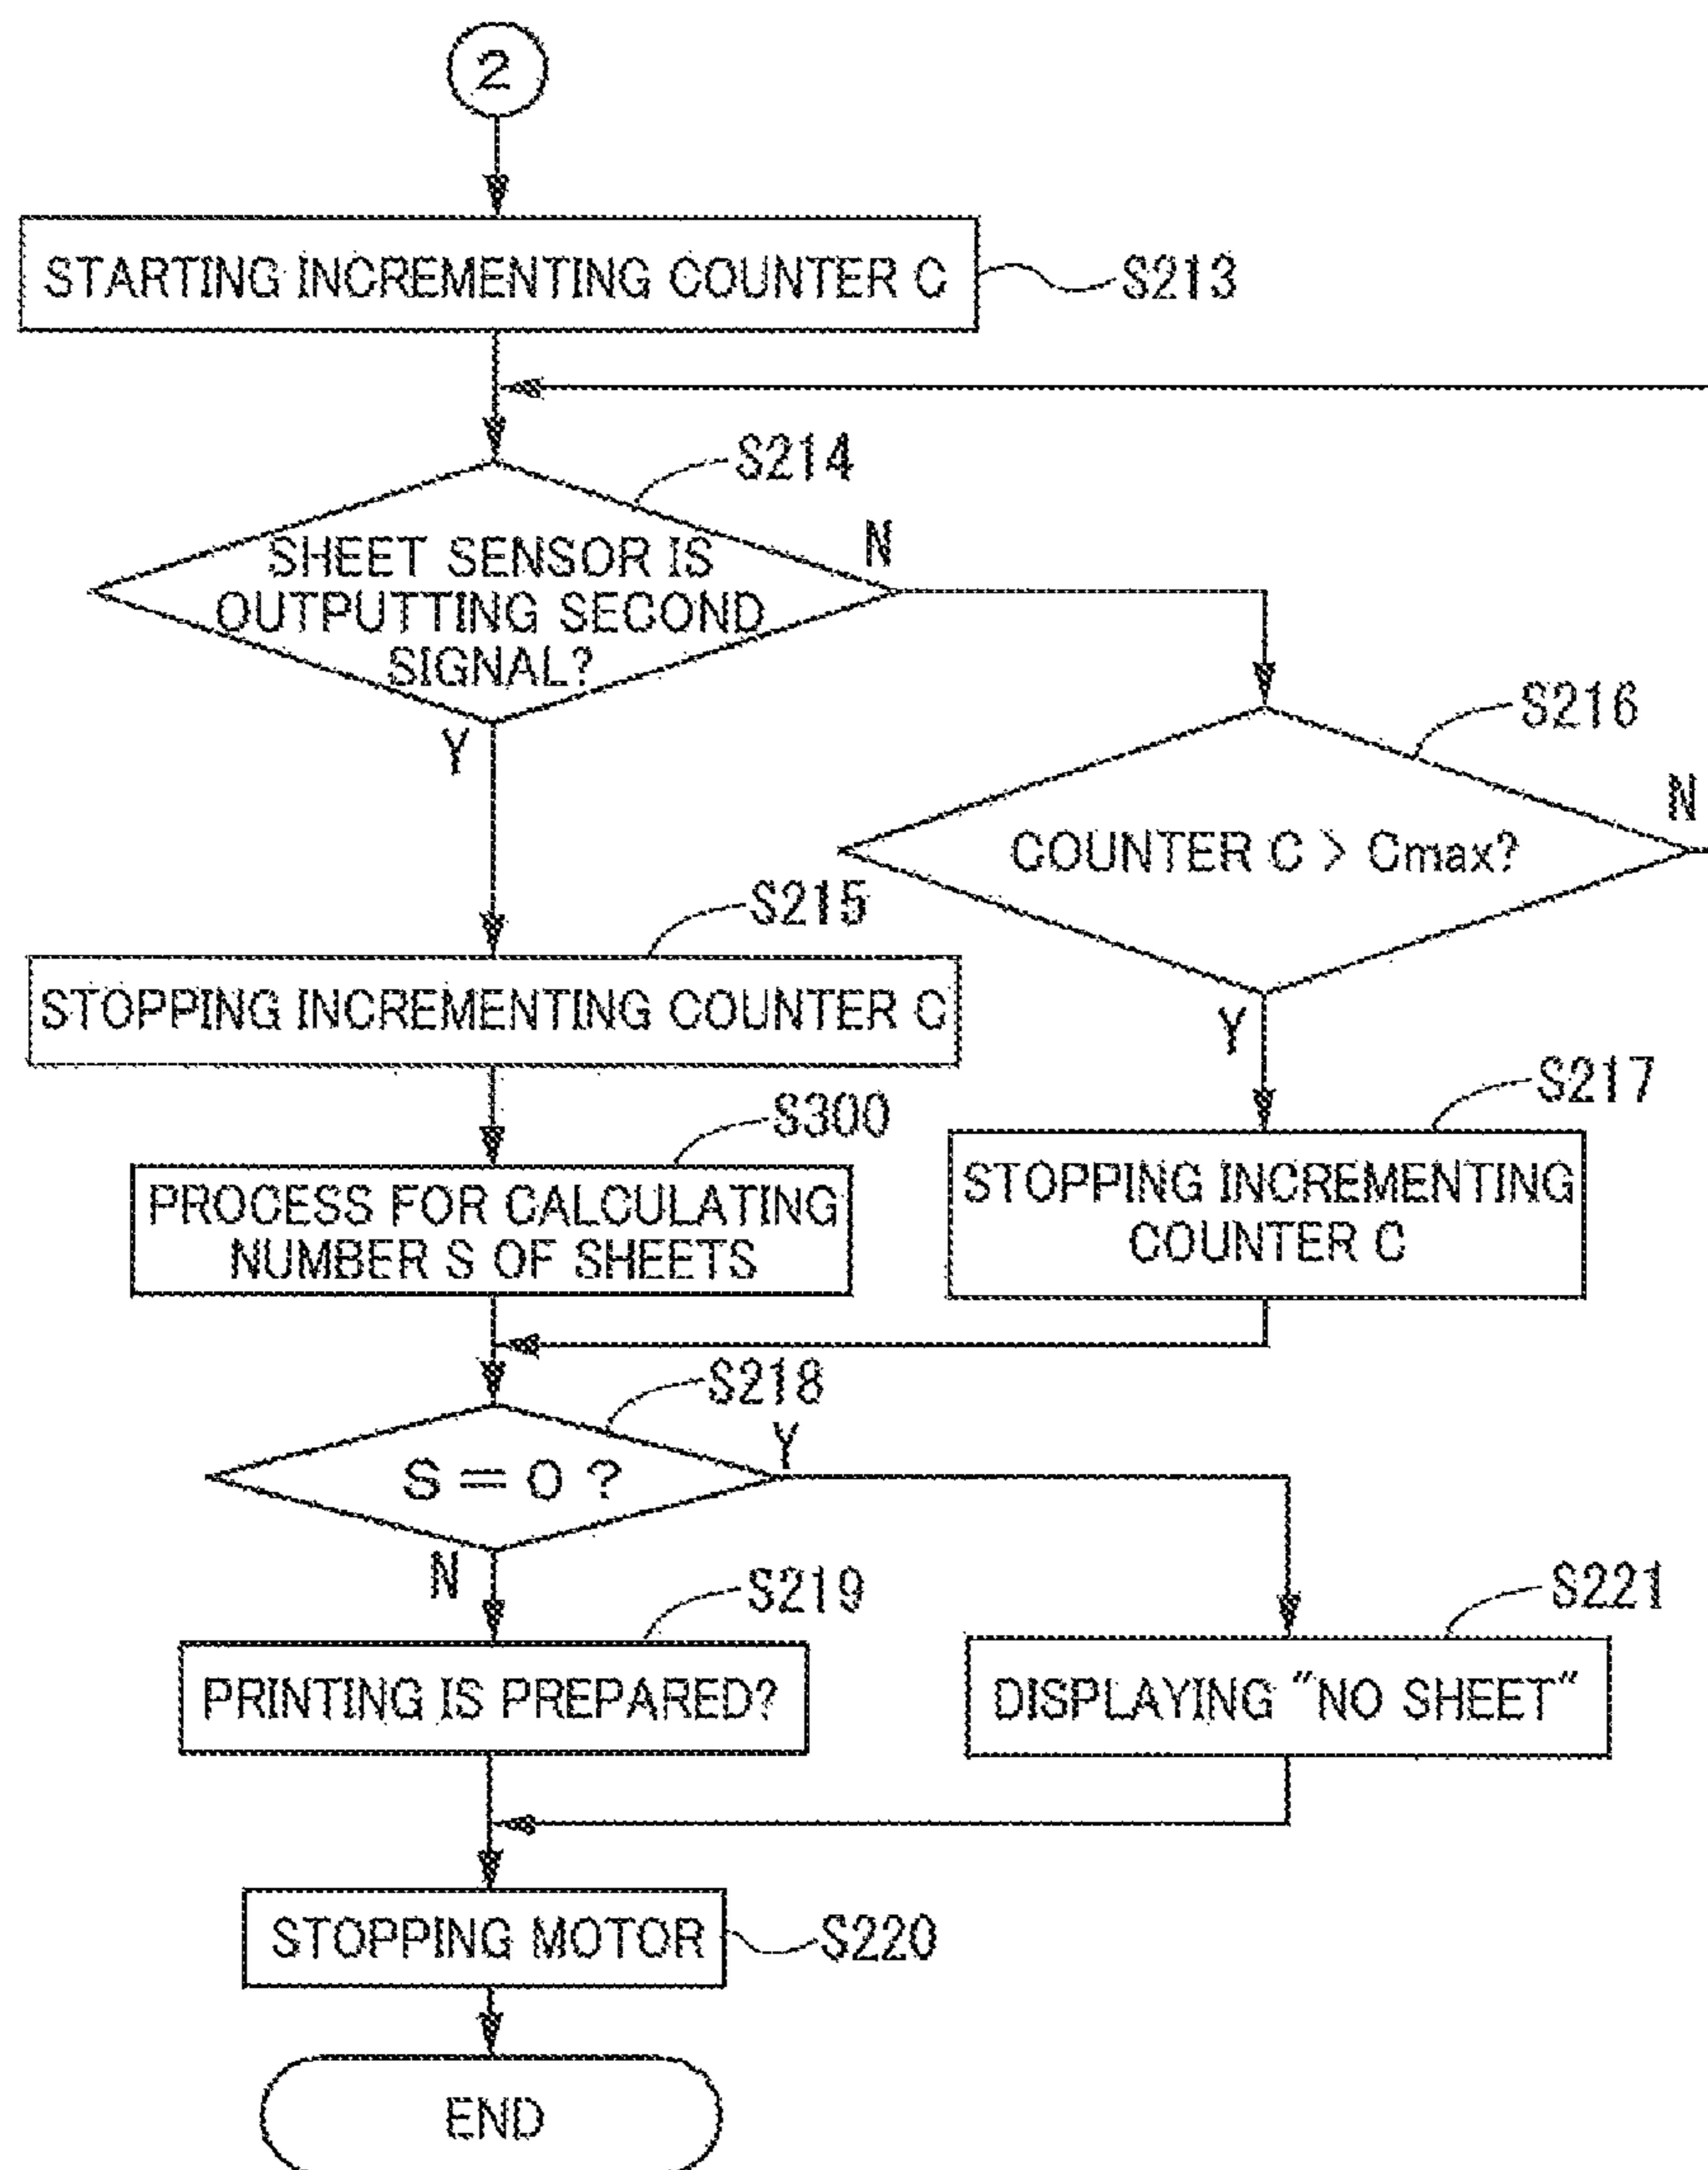 2
STARTING INCREMENTING COUNTER C
S213
S214
N
SHEET SENSOR IS
OUTPUTTING SECOND
SIGNAL?
Y
S216
N
COUNTER C > Cmax?
Y
S215
STOPPING INCREMENTING COUNTER C
S217
STOPPING INCREMENTING
COUNTER C
S300
PROCESS FOR CALCULATING
NUMBER S OF SHEETS
S218
Y
S = 0 ?
N
S219
PRINTING IS PREPARED?
S221
DISPLAYING "NO SHEET"
STOPPING MOTOR
S220
END